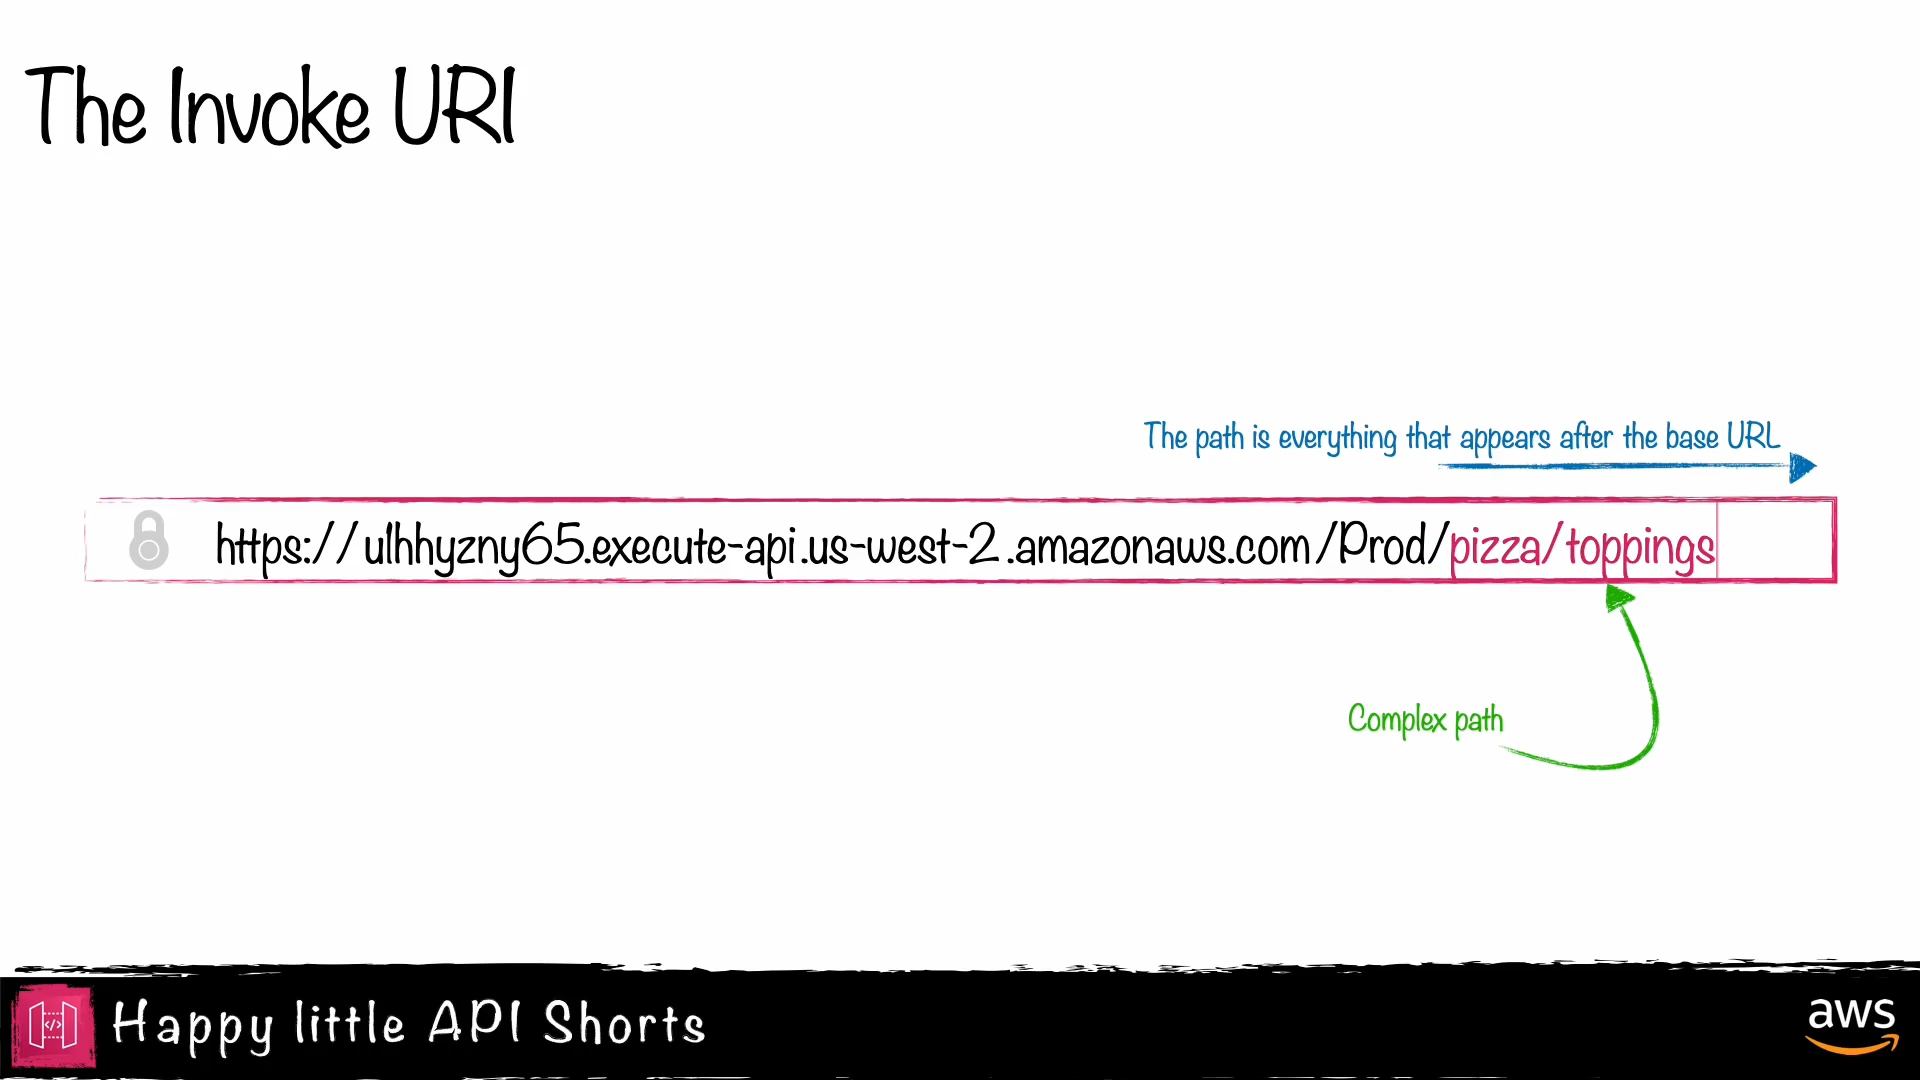 The Invoke URI
The path is everything that appears after the base URL
https://ulhhyzny65.execute-api.us-west-2.amazonaws.com/Prod/pizza/toppings
Complex path
</>
Happy little API Shorts
aws